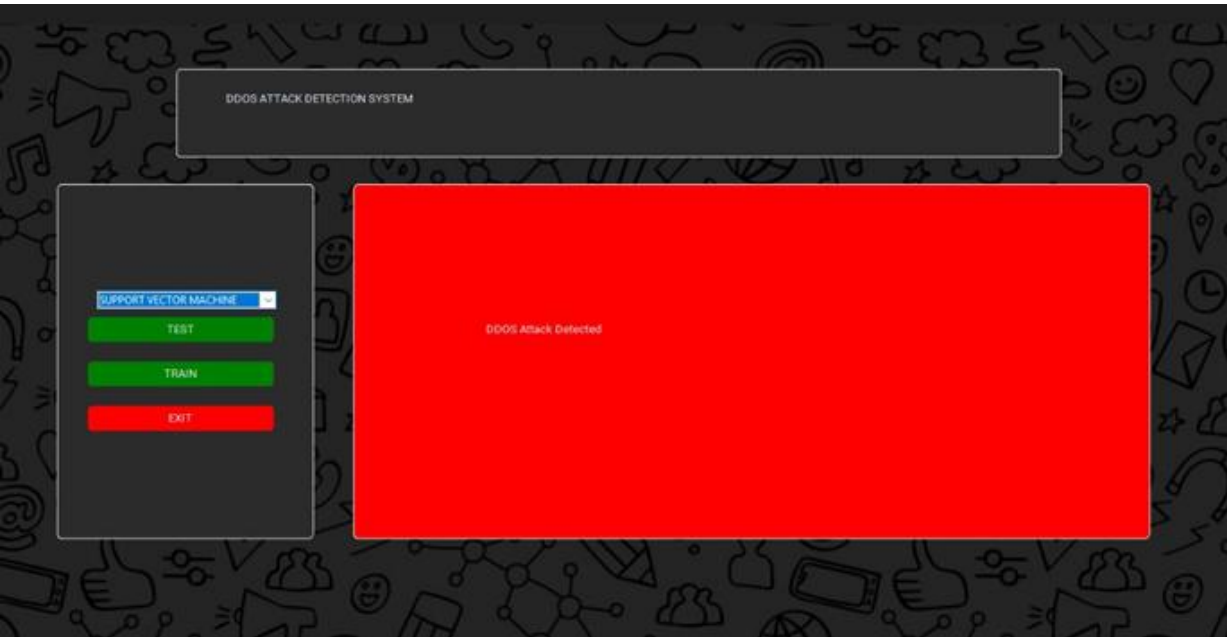 DDOS ATTACK DETECTION SYSTEM
SUPPORT VECTOR MACHINE
TEST
TRAIN
EXIT
DDOS Attack Detected